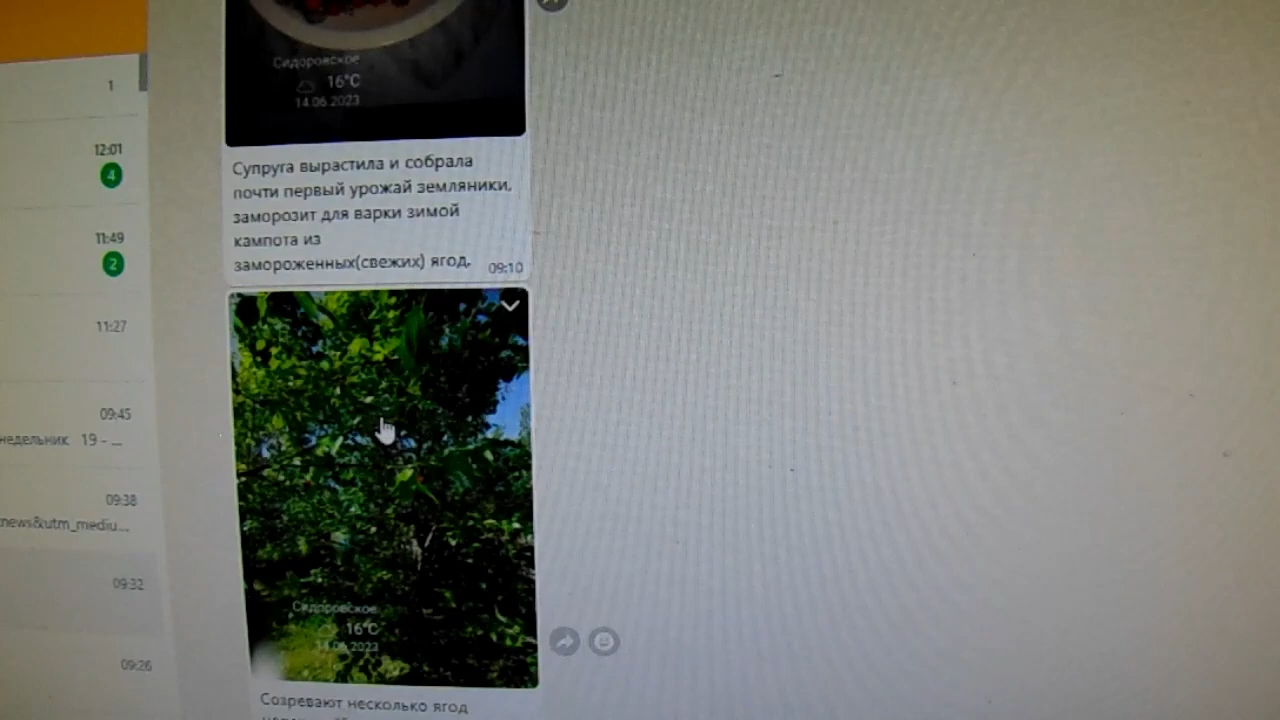 1
12:01
4
11:49
2
11:27
09:45
недельник 19 - ...
09:38
news&utm_mediu...
09:32
09:26
Сидоровское
16°C
14.06.2023
Супруга вырастила и собрала
почти первый урожай земляники,
заморозит для варки зимой
кампота из
замороженных(свежих) ягод.
09:10
Сидоровское
16°C
14.06.2023
Созревают несколько ягод